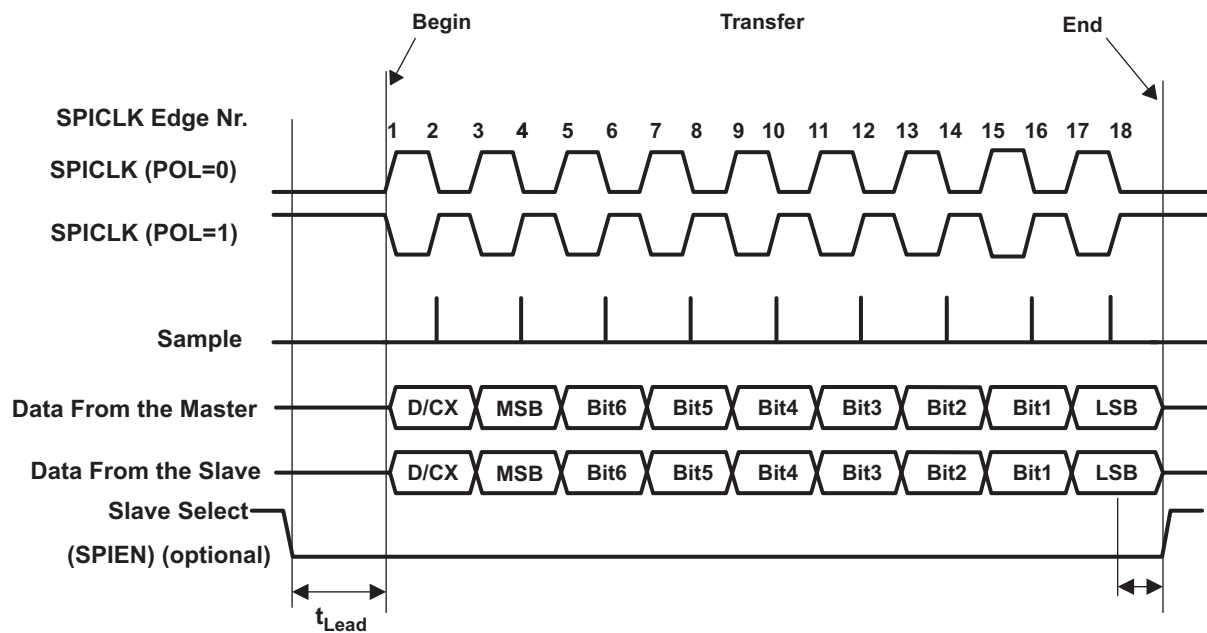 Begin Transfer End
SPICLK Edge Nr. 1 2 3 4 5 6 7 8 9 10 11 12 13 14 15 16 17 18
SPICLK (POL=0)
SPICLK (POL=1)
Sample
Data From the Master D/CX MSB Bit6 Bit5 Bit4 Bit3 Bit2 Bit1 LSB
Data From the Slave D/CX MSB Bit6 Bit5 Bit4 Bit3 Bit2 Bit1 LSB
Slave Select
(SPIEN) (optional)
tLead